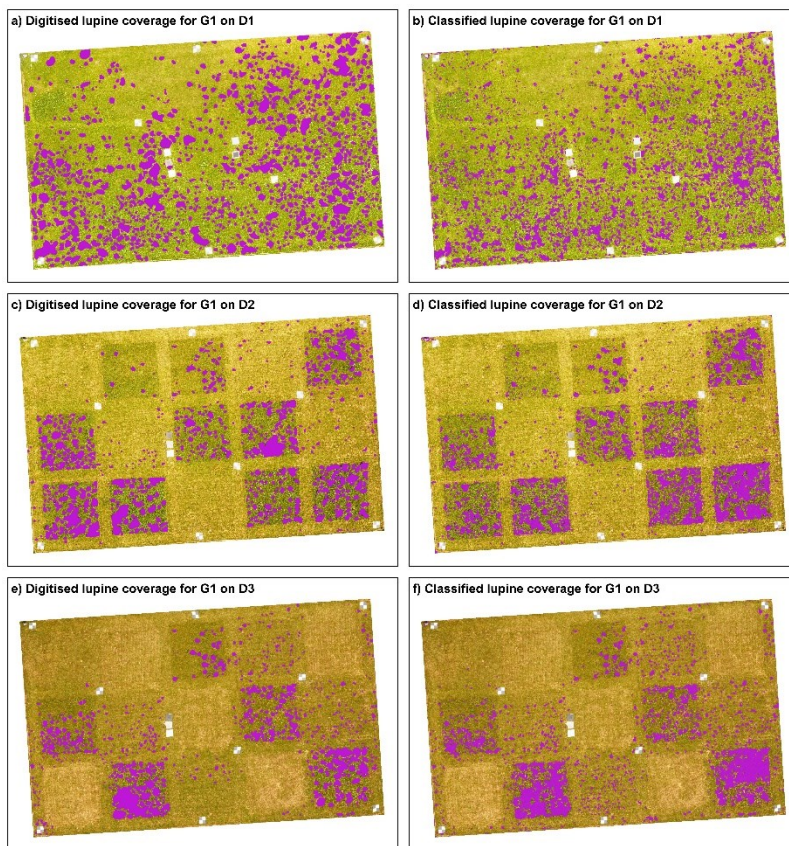 a) Digitised lupine coverage for G1 on D1
b) Classified lupine coverage for G1 on D1
c) Digitised lupine coverage for G1 on D2
d) Classified lupine coverage for G1 on D2
e) Digitised lupine coverage for G1 on D3
f) Classified lupine coverage for G1 on D3